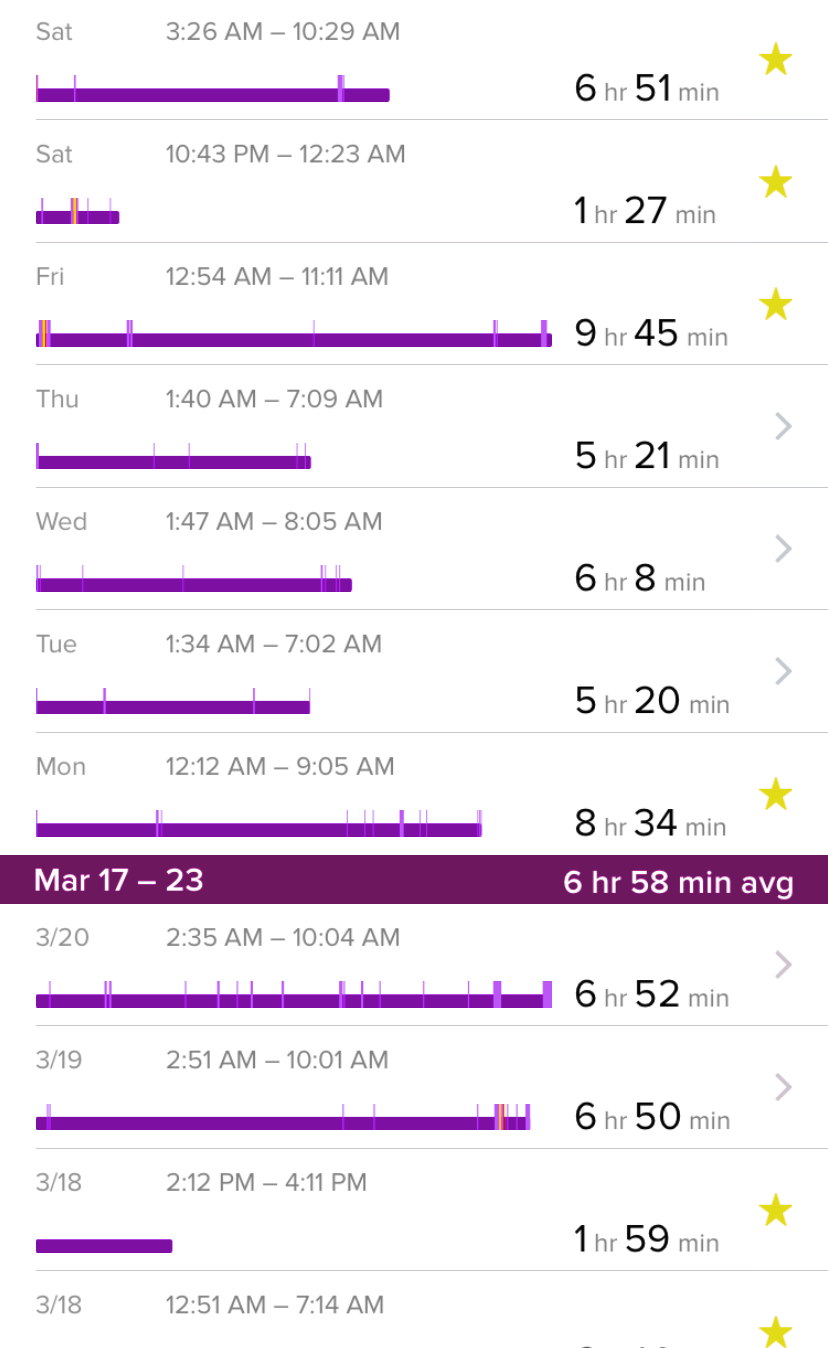 Sat 3:26 AM – 10:29 AM
6 hr 51 min
Sat 10:43 PM – 12:23 AM
1 hr 27 min
Fri 12:54 AM – 11:11 AM
9 hr 45 min
Thu 1:40 AM – 7:09 AM
5 hr 21 min
Wed 1:47 AM – 8:05 AM
6 hr 8 min
Tue 1:34 AM – 7:02 AM
5 hr 20 min
Mon 12:12 AM – 9:05 AM
8 hr 34 min
Mar 17 – 23 6 hr 58 min avg
3/20 2:35 AM – 10:04 AM
6 hr 52 min
3/19 2:51 AM – 10:01 AM
6 hr 50 min
3/18 2:12 PM – 4:11 PM
1 hr 59 min
3/18 12:51 AM – 7:14 AM